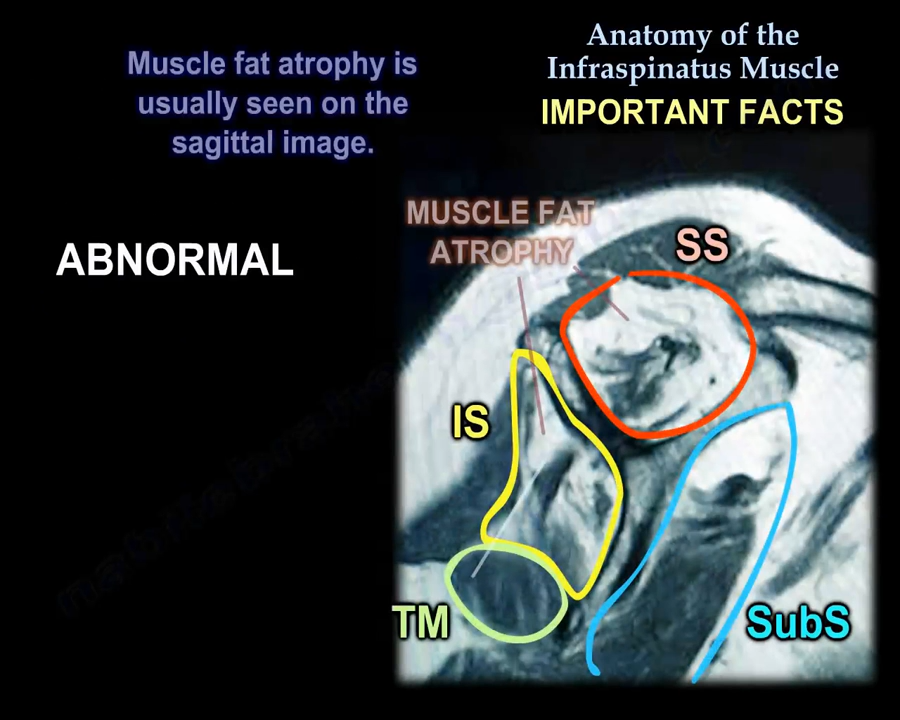 Muscle fat atrophy is
usually seen on the
sagittal image.
Anatomy of the
Infraspinatus Muscle
IMPORTANT FACTS
ABNORMAL
MUSCLE FAT
ATROPHY
SS
IS
TM
SubS